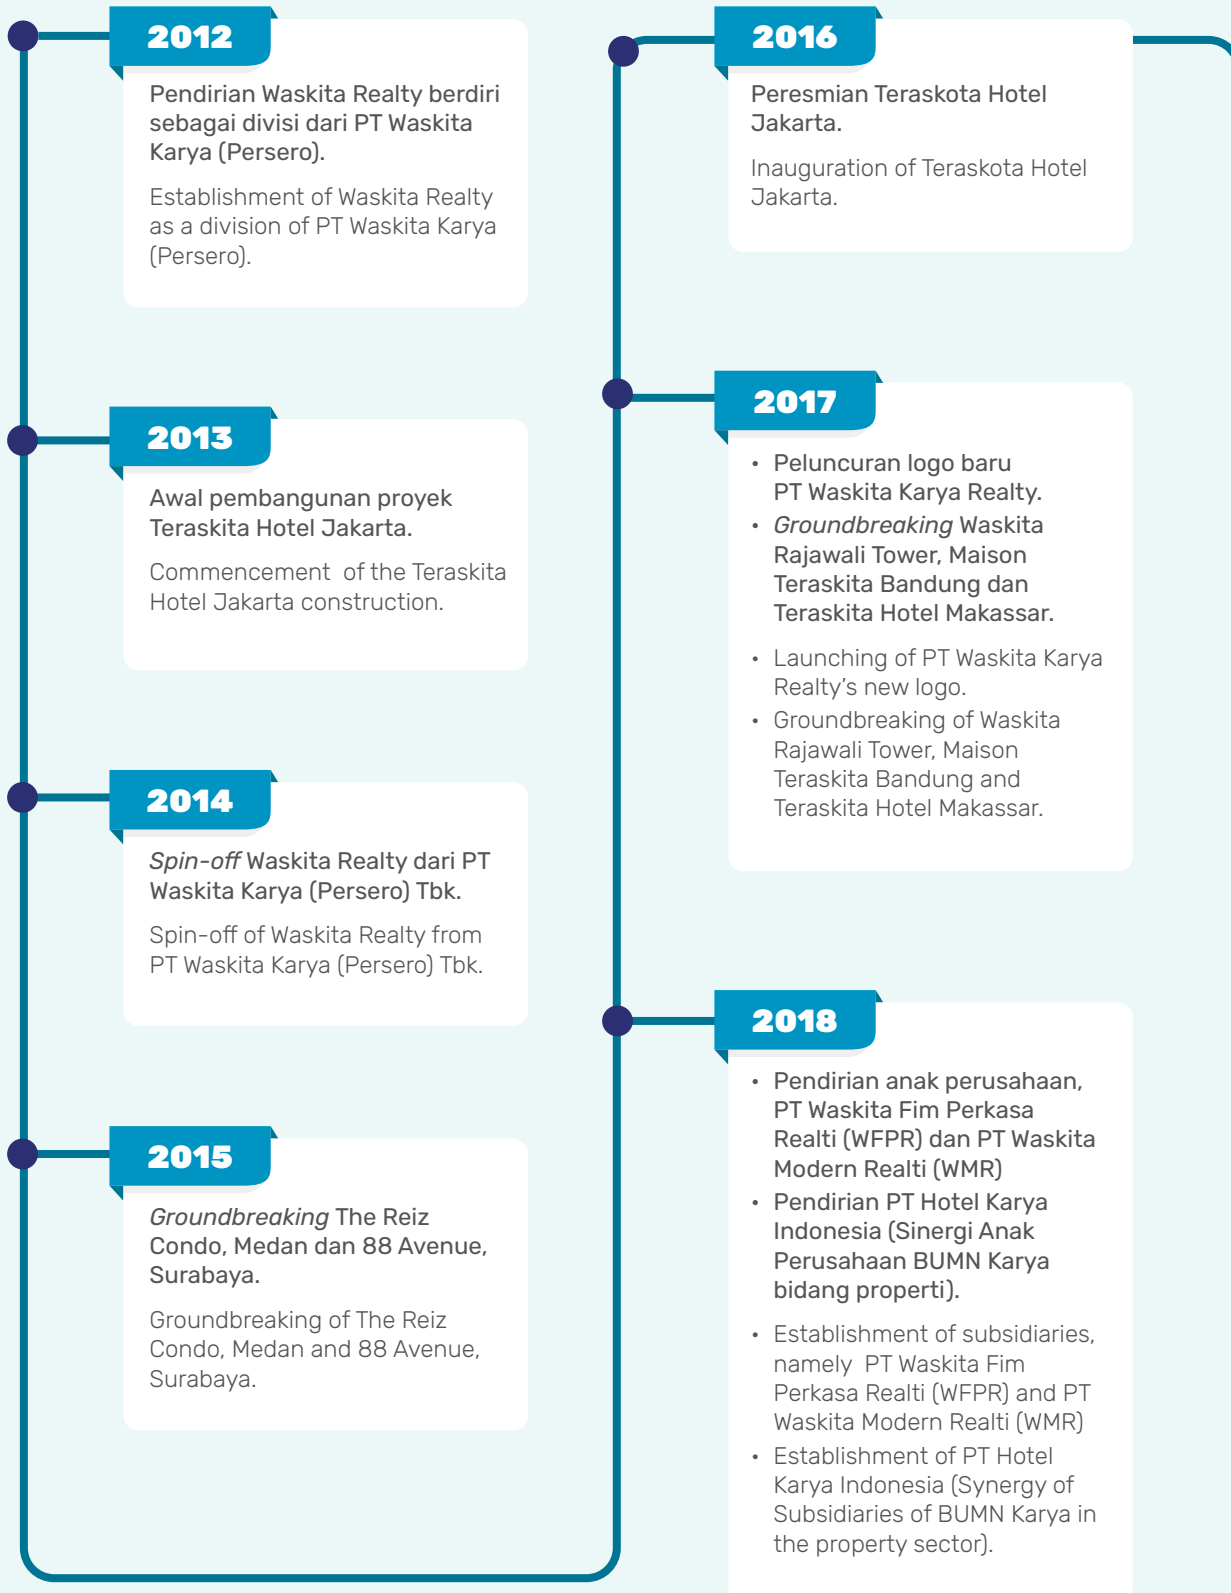 2012
Pendirian Waskita Realty berdiri
sebagai divisi dari PT Waskita
Karya (Persero).
Establishment of Waskita Realty
as a division of PT Waskita Karya
(Persero).
2013
Awal pembangunan proyek
Teraskita Hotel Jakarta.
Commencement of the Teraskita
Hotel Jakarta construction.
2014
Spin-off Waskita Realty dari PT
Waskita Karya (Persero) Tbk.
Spin-off of Waskita Realty from
PT Waskita Karya (Persero) Tbk.
2015
Groundbreaking The Reiz
Condo, Medan dan 88 Avenue,
Surabaya.
Groundbreaking of The Reiz
Condo, Medan and 88 Avenue,
Surabaya.
2016
Peresmian Teraskota Hotel
Jakarta.
Inauguration of Teraskota Hotel
Jakarta.
2017
• Peluncuran logo baru
PT Waskita Karya Realty.
• Groundbreaking Waskita
Rajawali Tower, Maison
Teraskita Bandung dan
Teraskita Hotel Makassar.
• Launching of PT Waskita Karya
Realty's new logo.
• Groundbreaking of Waskita
Rajawali Tower, Maison
Teraskita Bandung and
Teraskita Hotel Makassar.
2018
• Pendirian anak perusahaan,
PT Waskita Fim Perkasa
Realti (WFPR) dan PT Waskita
Modern Realti (WMR)
• Pendirian PT Hotel Karya
Indonesia (Sinergi Anak
Perusahaan BUMN Karya
bidang properti).
• Establishment of subsidiaries,
namely PT Waskita Fim
Perkasa Realti (WFPR) and PT
Waskita Modern Realti (WMR)
• Establishment of PT Hotel
Karya Indonesia (Synergy of
Subsidiaries of BUMN Karya in
the property sector).